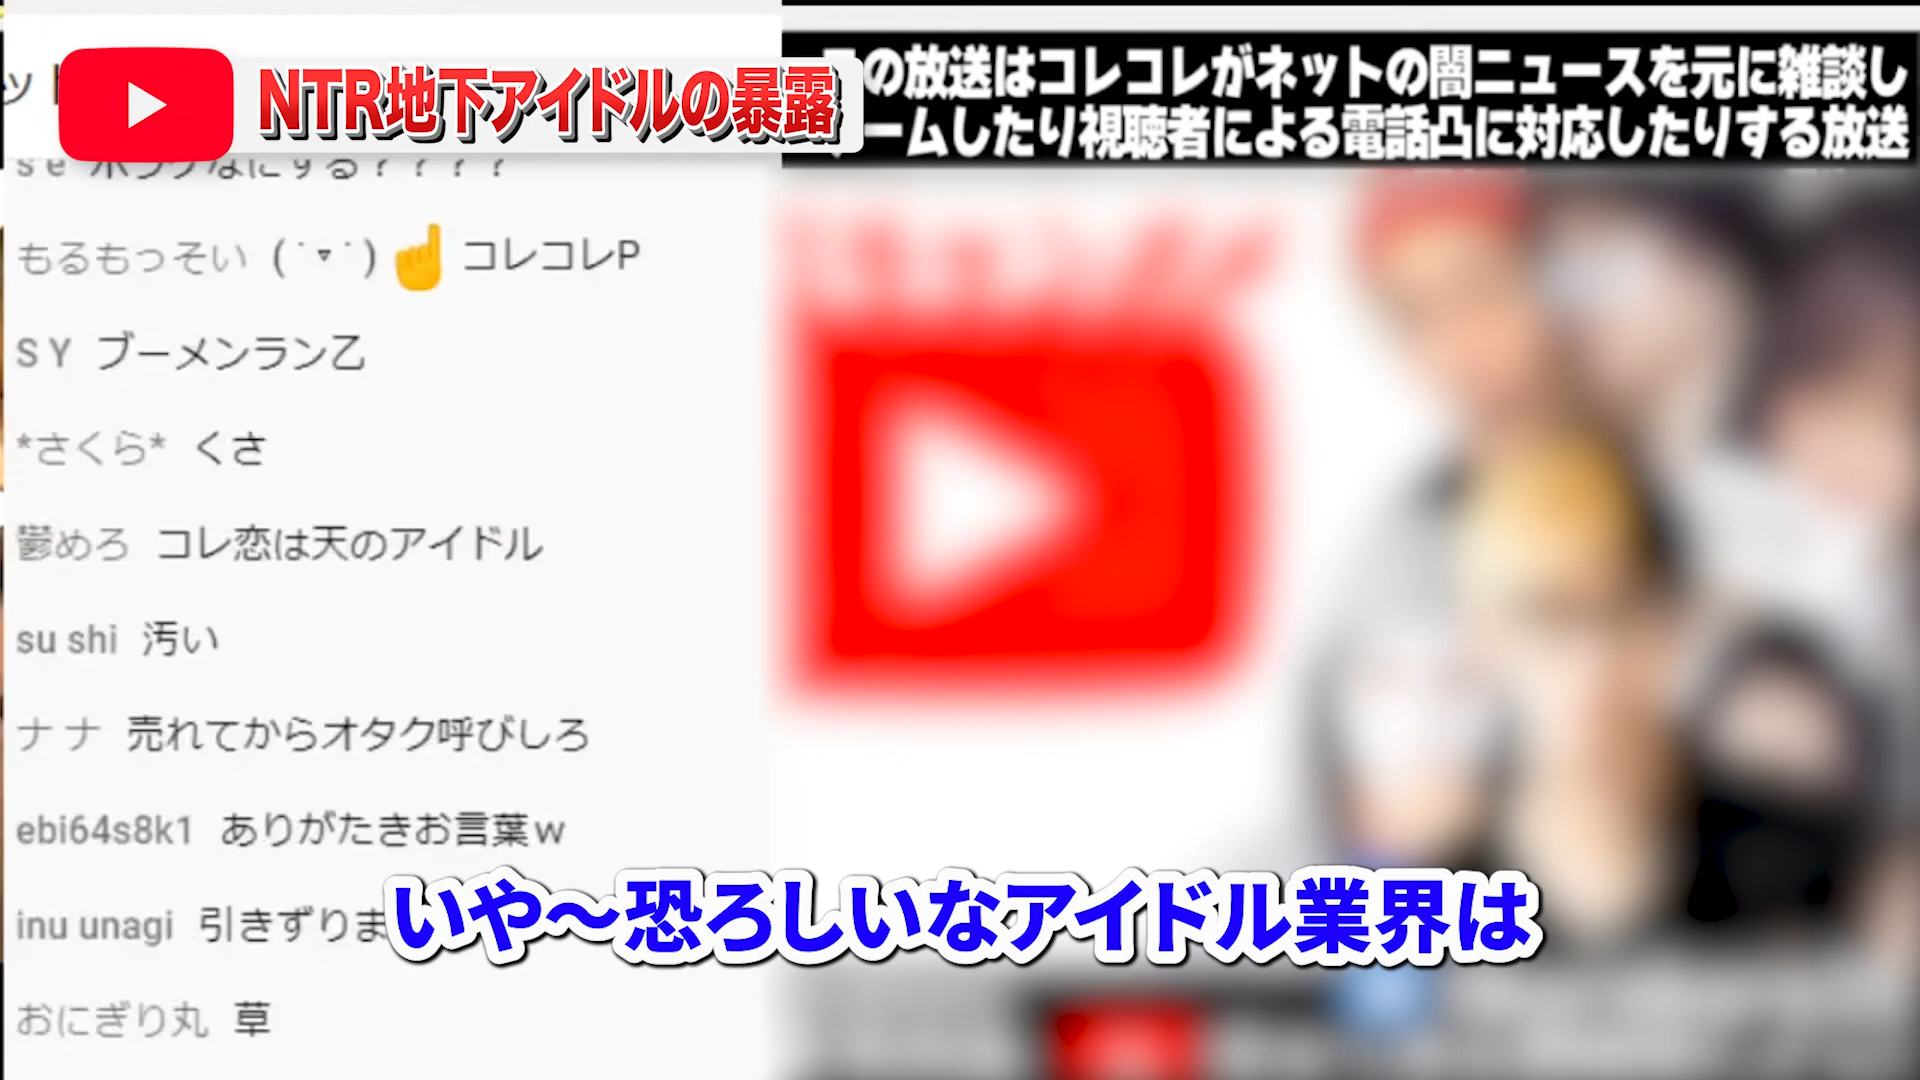 NTR地下アイドルの暴露
の放送はコレコレがネットの闇ニュースを元に雑談し
ームしたり視聴者による電話凸に対応したりする放送
もるもっそい (˙▿˙)☝コレコレP
S Y ブーメンラン乙
*さくら* くさ
鬱めろ コレ恋は天のアイドル
su shi 汚い
ナ ナ 売れてからオタク呼びしろ
ebi64s8k1 ありがたきお言葉w
inu unagi 引きずりま
いや〜恐ろしいなアイドル業界は
おにぎり丸 草